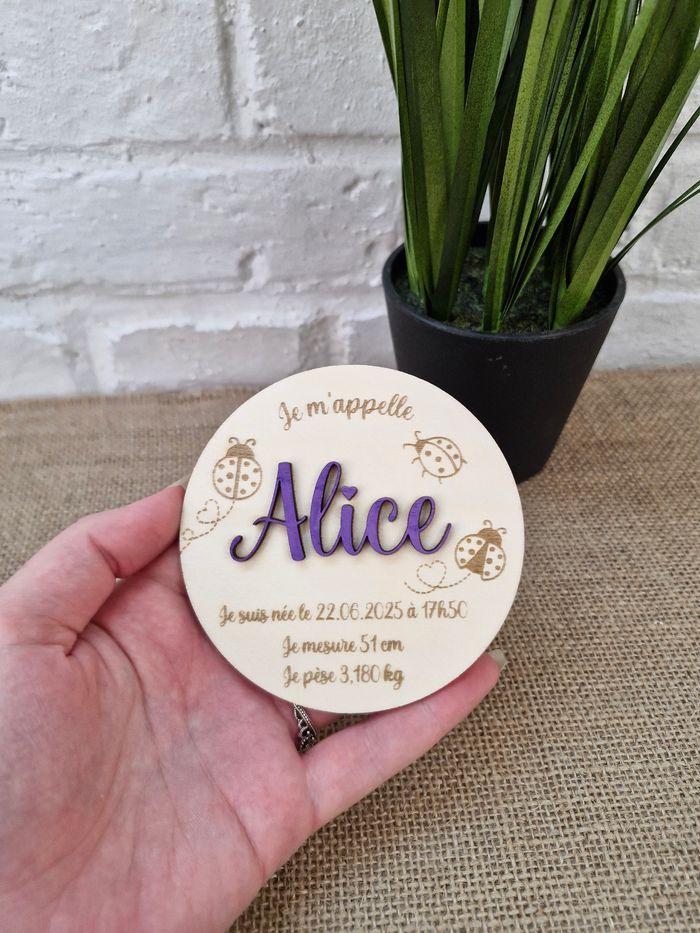 Je m'appelle
Alice
Je suis née le 22.06.2025 à 17h50
Je mesure 51 cm
Je pèse 3,180 kg